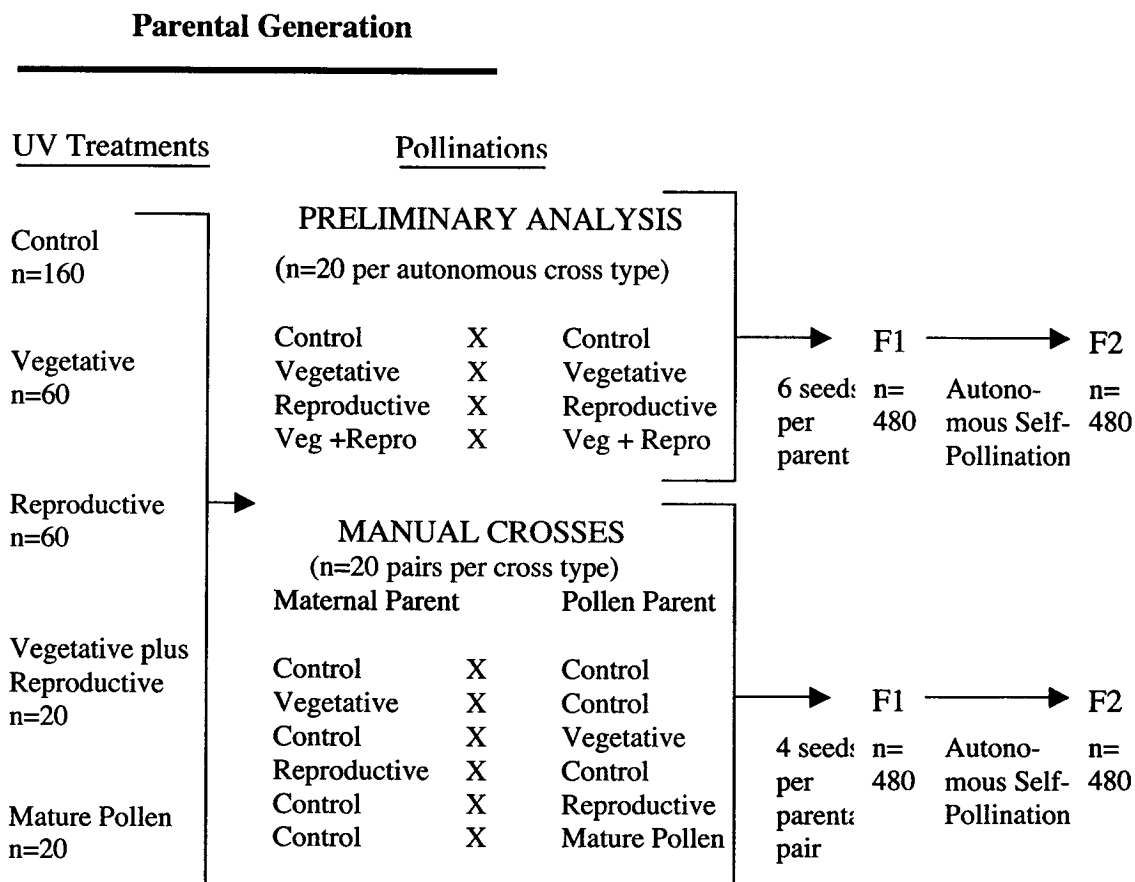 Parental Generation
UV Treatments
Pollinations
Control
n=160
Vegetative
n=60
Reproductive
n=60
Vegetative plus
Reproductive
n=20
Mature Pollen
n=20
PRELIMINARY ANALYSIS
(n=20 per autonomous cross type)
Control X Control
Vegetative X Vegetative
Reproductive X Reproductive
Veg +Repro X Veg + Repro
MANUAL CROSSES
(n=20 pairs per cross type)
Maternal Parent Pollen Parent
Control X Control
Vegetative X Control
Control X Vegetative
Reproductive X Control
Control X Reproductive
Control X Mature Pollen
F1 F2
6 seeds n= Autono- n=
per 480 mous Self- 480
parent Pollination
F1 F2
4 seeds n= Autono- n=
per 480 mous Self- 480
parenta Pollination
pair